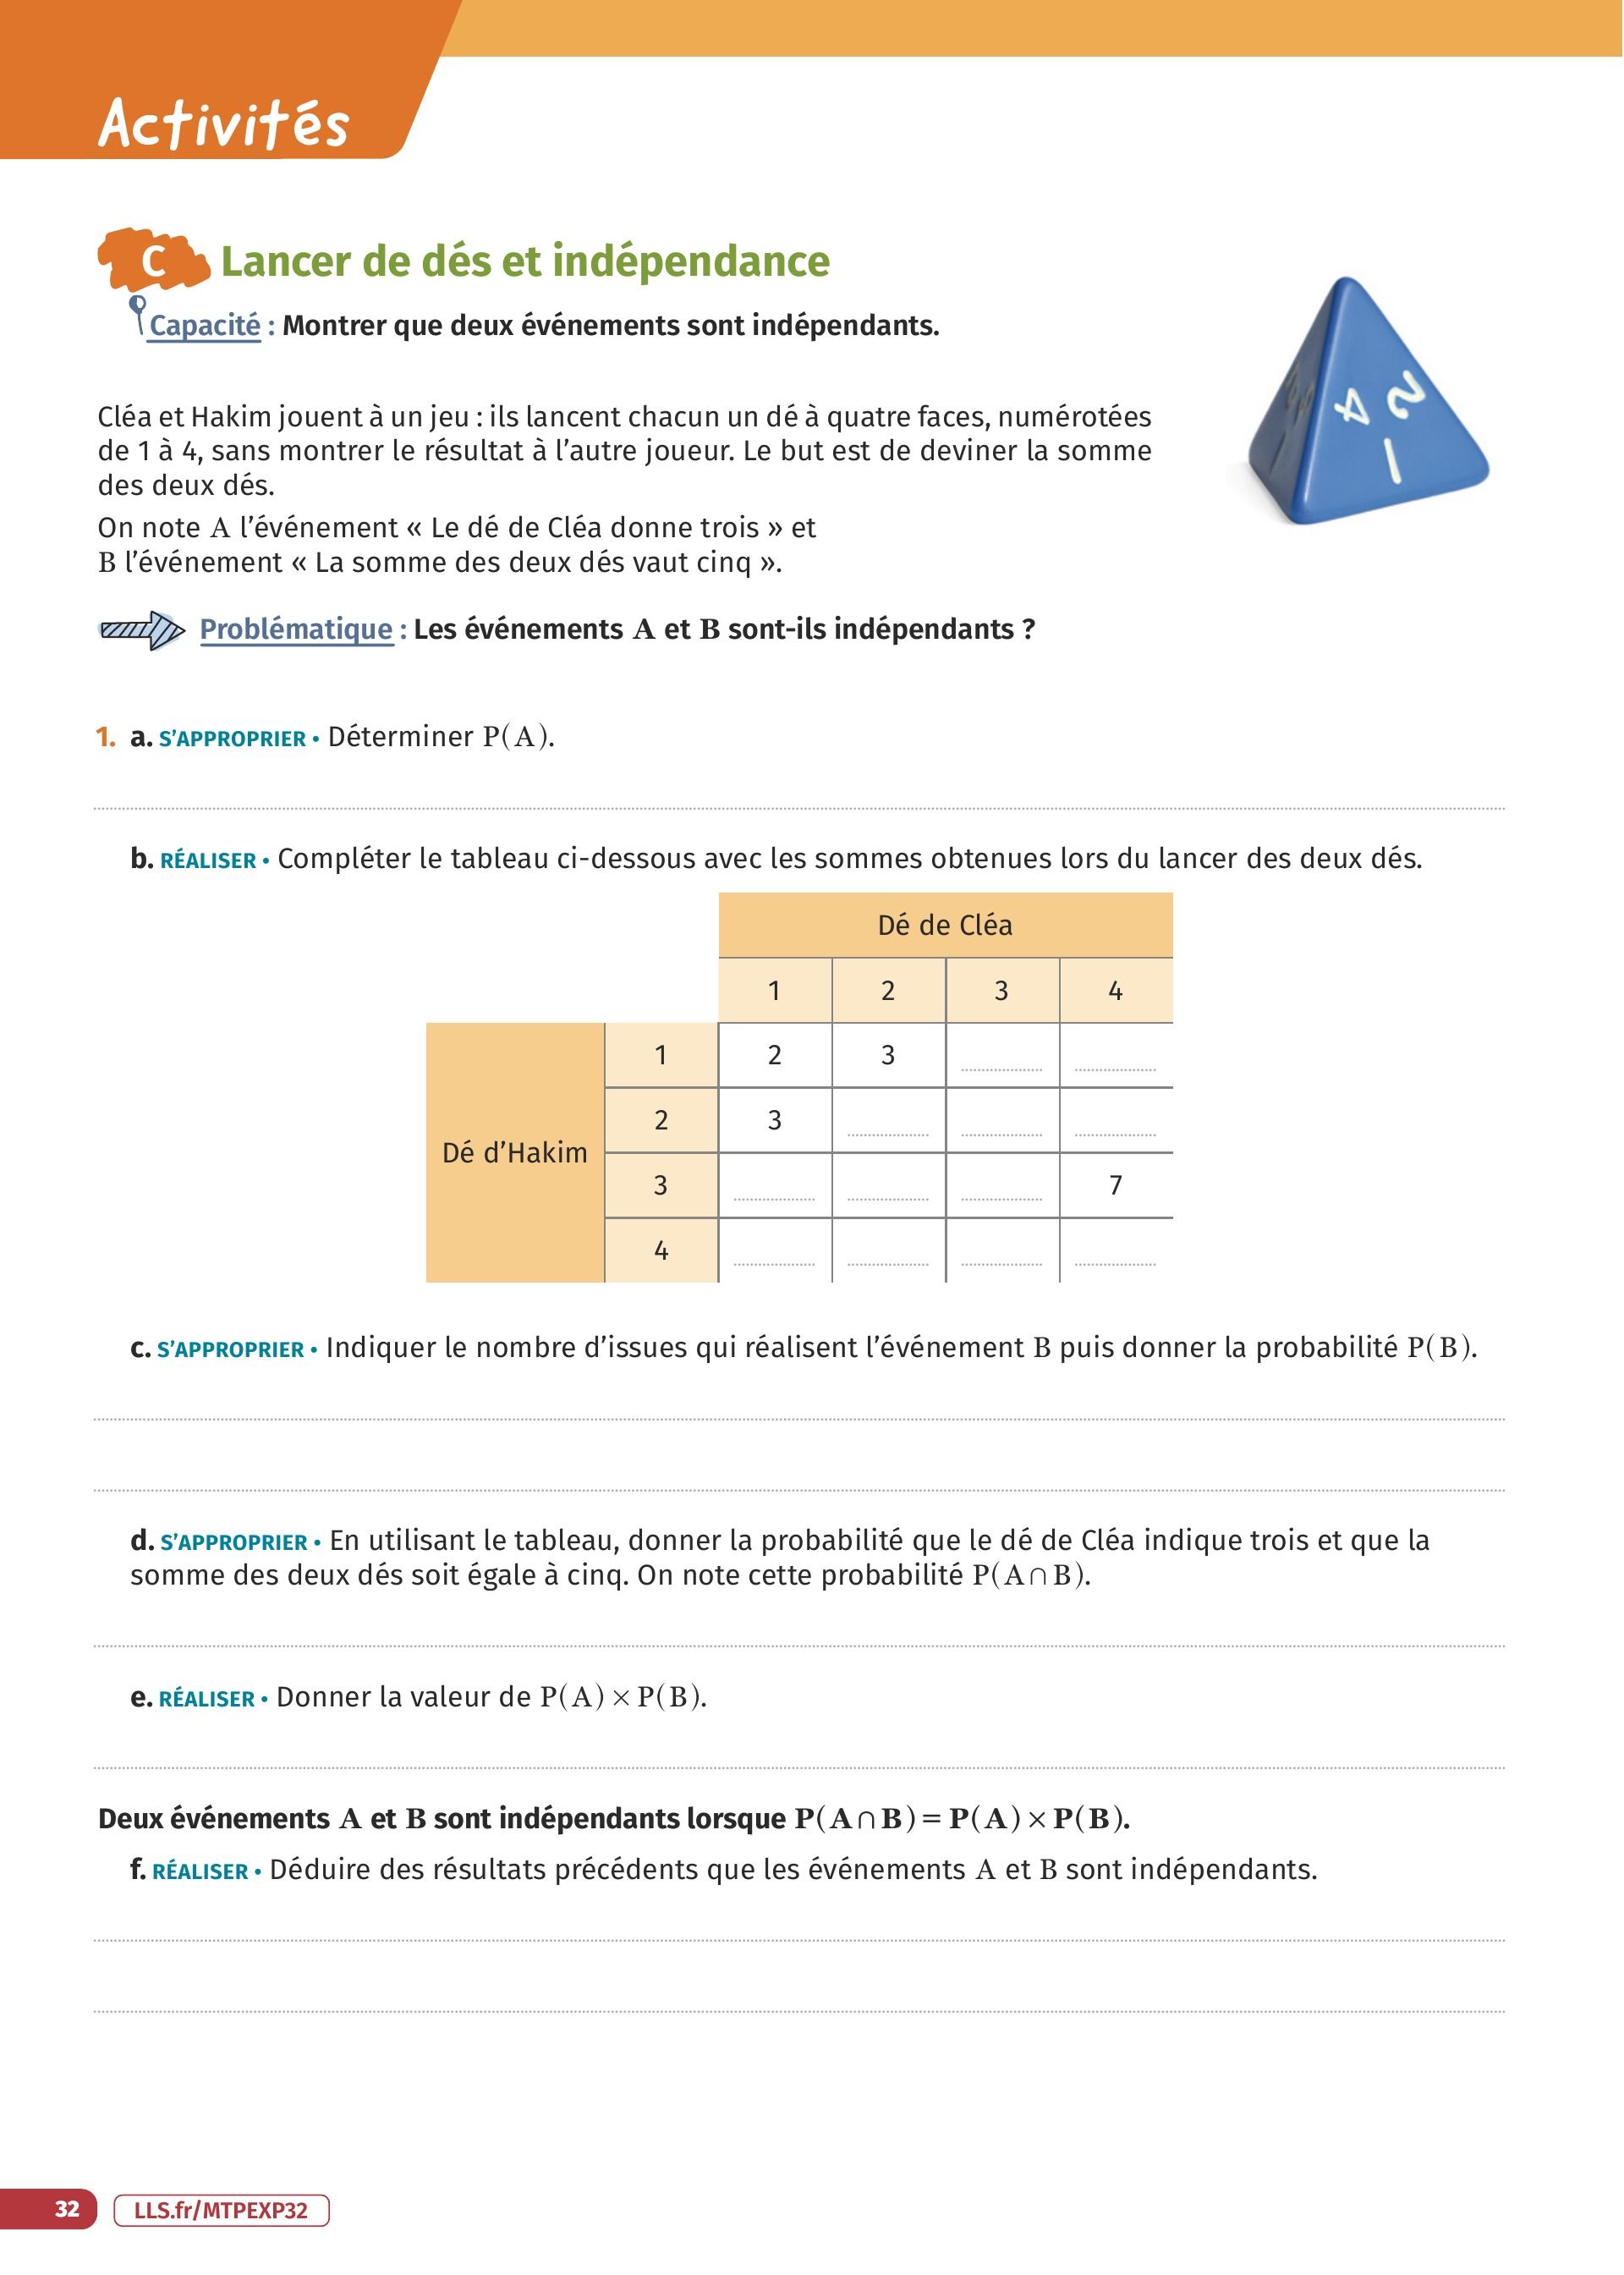 Activités
C Lancer de dés et indépendance
Capacité : Montrer que deux événements sont indépendants.
Cléa et Hakim jouent à un jeu : ils lancent chacun un dé à quatre faces, numérotées
de 1 à 4, sans montrer le résultat à l’autre joueur. Le but est de deviner la somme
des deux dés.
On note A l’événement « Le dé de Cléa donne trois » et
B l’événement « La somme des deux dés vaut cinq ».
4 2
1
Problématique : Les événements A et B sont-ils indépendants ?
1. a. S’APPROPRIER • Déterminer P(A).
b. RÉALISER • Compléter le tableau ci-dessous avec les sommes obtenues lors du lancer des deux dés.
Dé de Cléa
1 2 3 4
1 2 3
2 3
Dé d’Hakim
3 7
4
c. S’APPROPRIER • Indiquer le nombre d’issues qui réalisent l’événement B puis donner la probabilité P(B).
d. S’APPROPRIER • En utilisant le tableau, donner la probabilité que le dé de Cléa indique trois et que la
somme des deux dés soit égale à cinq. On note cette probabilité P(A∩B).
e. RÉALISER • Donner la valeur de P(A)×P(B).
Deux événements A et B sont indépendants lorsque P(A∩B)=P(A)×P(B).
f. RÉALISER • Déduire des résultats précédents que les événements A et B sont indépendants.
32 LLS.fr/MTPEXP32